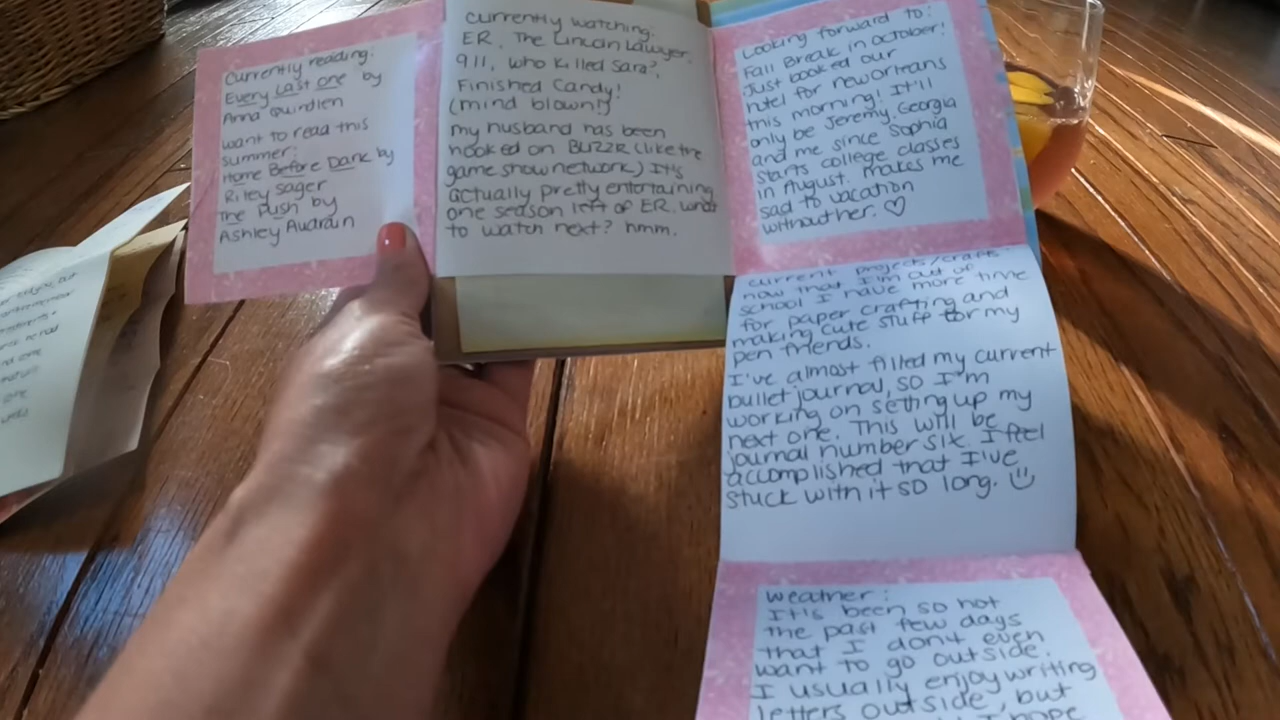 Currently reading:
Every Last one by
Anna Quindlen
want to read this
summer:
Home Before Dark by
Riley Sager
The Push by
Ashley Audrain
Currently watching:
ER, The Lincoln Lawyer,
911, who killed Sara?,
Finished Candy!
(mind blown!)
my husband has been
hooked on BUZZR (like the
game show network) It's
actually pretty entertaining
one season left of ER. what
to watch next? hmm.
Looking forward to:
Fall Break in October!
Just booked our
hotel for new orleans
this morning! It'll
only be Jeremy, Georgia
and me since Sophia
starts college classes
in August. makes me
sad to vacation
without her. ♡
current projects/crafts
now that I'm out of
school I have more time
for paper crafting and
making cute stuff for my
pen friends.
I've almost filled my current
bullet journal, so I'm
working on setting up my
next one. This will be
journal number six. I feel
accomplished that I've
stuck with it so long. ☺
weather:
It's been so hot
the past few days
that I don't even
want to go outside.
I usually enjoy writing
letters outside, but
I hope